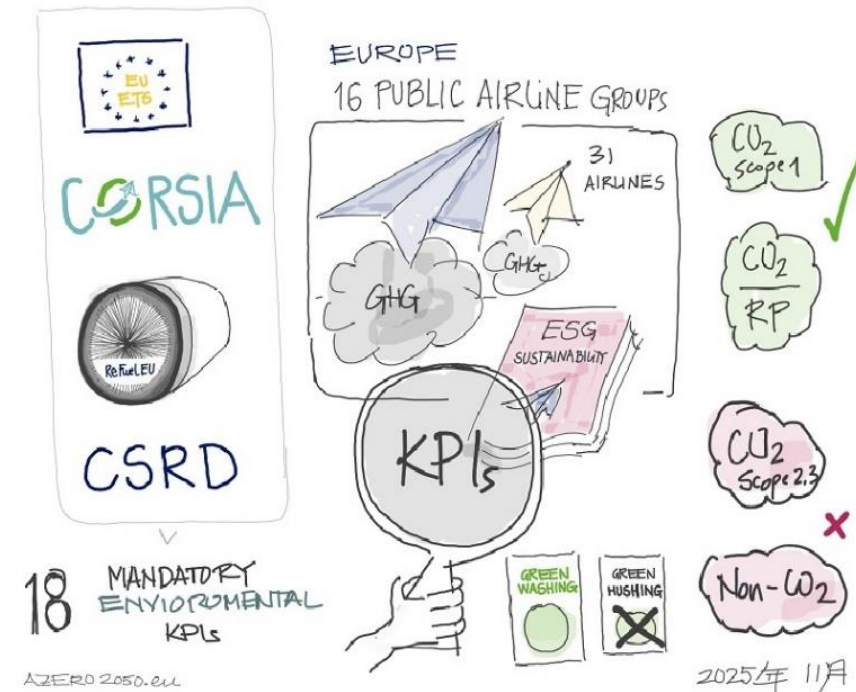 EU
ETS
CORSIA
ReFuelEU
CSRD
18 MANDATORY
ENVIOROMENTAL
KPIs
AZERO2050.eu
EUROPE
16 PUBLIC AIRLINE GROUPS
31
AIRLINES
GHG
GHG
ESG
SUSTAINABILITY
KPIs
GREEN
WASHING
GREEN
HUSHING
CO2
scope 1
CO2
RP
CO2
Scope 2,3
Non-CO2
2025年 11月